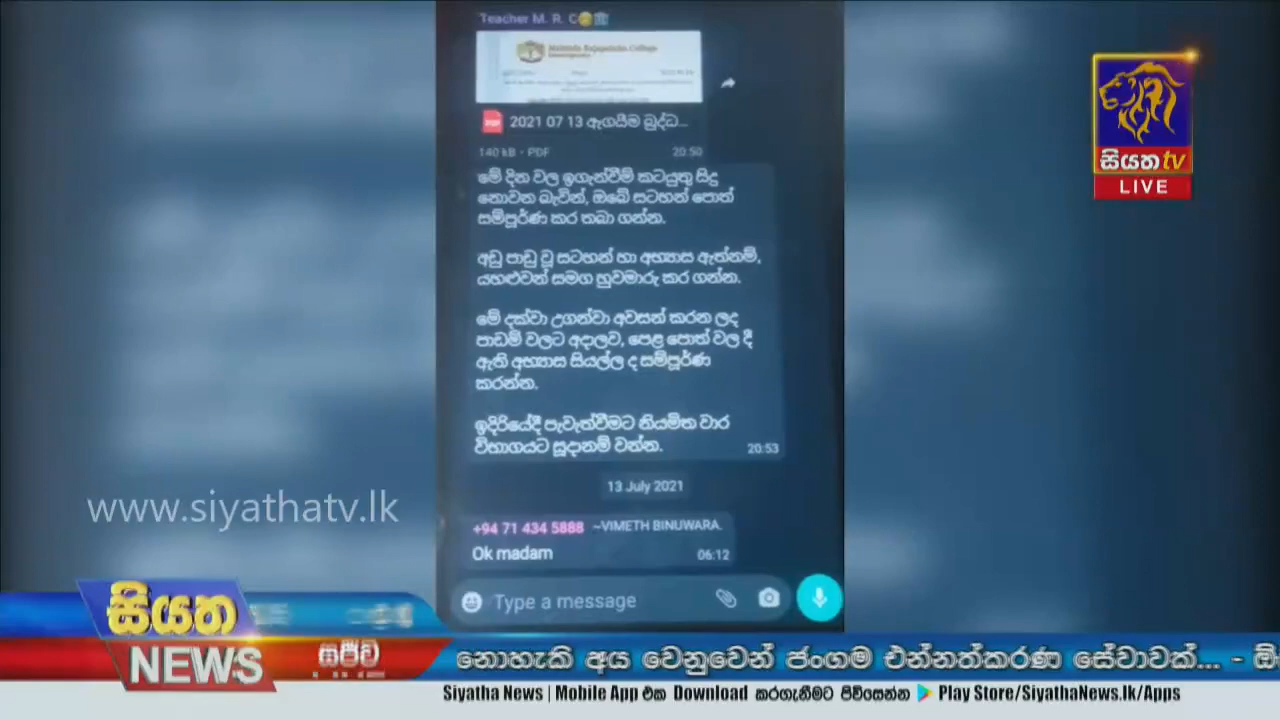 Teacher M. R. C
Mahinda Rajapaksha College
2021 07 13 ඇගයීම් බුද්ධ...
PDF
140 kB • PDF
20:50
මේ දින වල ඉගැන්වීම් කටයුතු සිදු
නොවන බැවින්, ඔබේ සටහන් පොත්
සම්පූර්ණ කර තබා ගන්න.
අඩු පාඩු වූ සටහන් හා අභ්‍යාස ඇත්නම්,
යහළුවන් සමග හුවමාරු කර ගන්න.
මේ දක්වා උගන්වා අවසන් කරන ලද
පාඩම් වලට අදාලව, පෙළ පොත් වල දී
ඇති අභ්‍යාස සියල්ල ද සම්පූර්ණ
කරන්න.
ඉදිරියේදී පැවැත්වීමට නියමිත වාර
විභාගයට සූදානම් වන්න.
20:53
13 July 2021
+94 71 434 5888 ~VIMETH BINUWARA.
Ok madam
06:12
Type a message
සියත tv
LIVE
www.siyathatv.lk
සියත
NEWS
සජීවී
නොහැකි අය වෙනුවෙන් ජංගම එන්නත්කරණ සේවාවක්... -
Siyatha News | Mobile App එක Download කරගැනීමට පිවිසෙන්න Play Store/SiyathaNews.lk/Apps